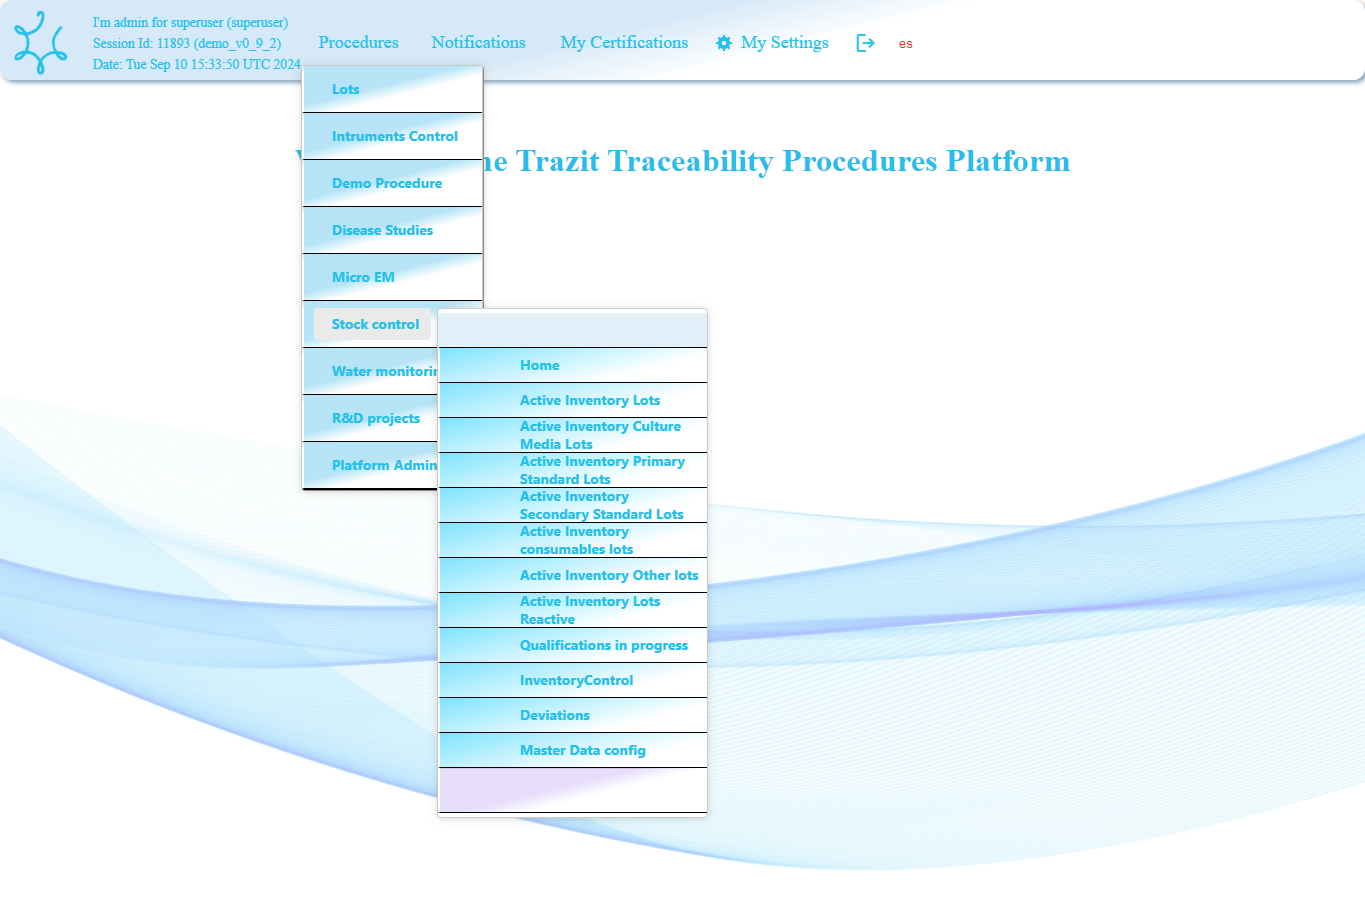 I'm admin for superuser (superuser)
Session Id: 11893 (demo_v0_9_2)
Date: Tue Sep 10 15:33:50 UTC 2024
Procedures
Notifications
My Certifications
My Settings
es
Trazit Traceability Procedures Platform
Lots
Intruments Control
Demo Procedure
Disease Studies
Micro EM
Stock control
Water
R&D projects
Platform Admin
Home
Active Inventory Lots
Active Inventory Culture
Media Lots
Active Inventory Primary
Standard Lots
Active Inventory
Secondary Standard Lots
Active Inventory
consumables lots
Active Inventory Other lots
Active Inventory Lots
Reactive
Qualifications in progress
InventoryControl
Deviations
Master Data config